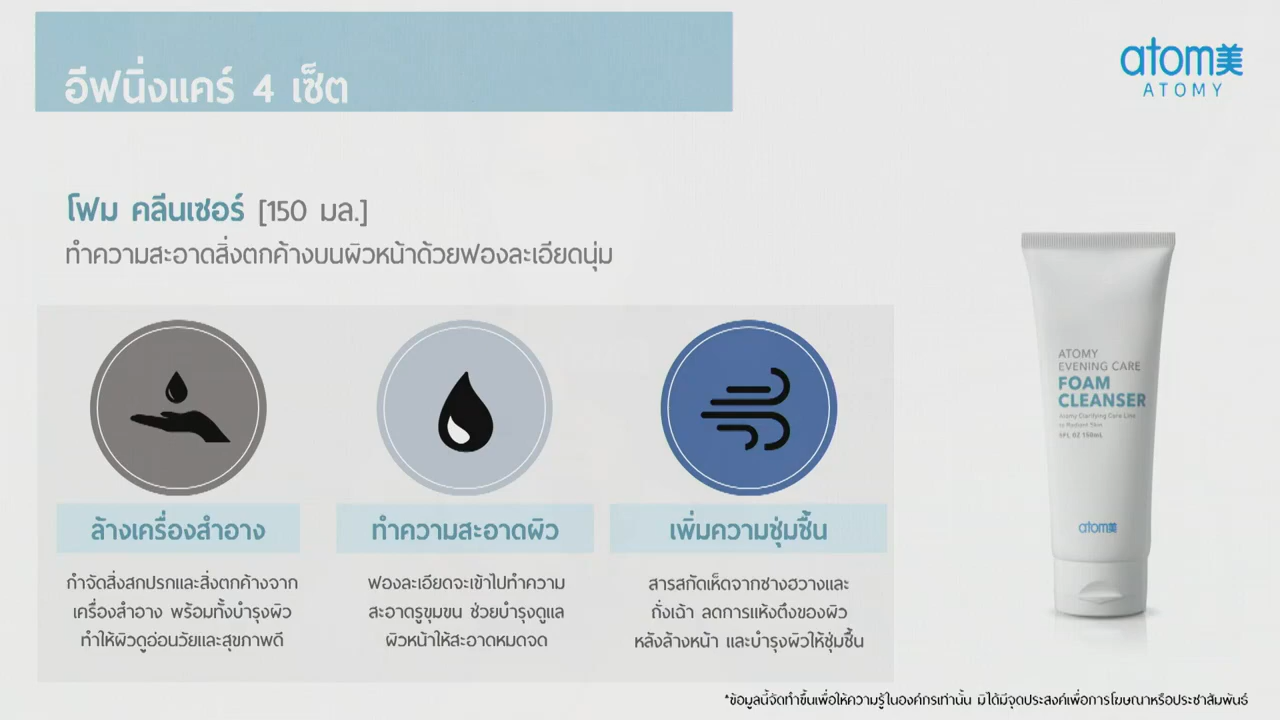 อีฟนิ่งแคร์ 4 เซ็ต
atom美
ATOMY
โฟม คลีนเซอร์ [150 มล.]
ทำความสะอาดสิ่งตกค้างบนผิวหน้าด้วยฟองละเอียดนุ่ม
ล้างเครื่องสำอาง
กำจัดสิ่งสกปรกและสิ่งตกค้างจาก
เครื่องสำอาง พร้อมทั้งบำรุงผิว
ทำให้ผิวดูอ่อนวัยและสุขภาพดี
ทำความสะอาดผิว
ฟองละเอียดจะเข้าไปทำความ
สะอาดรูขุมขน ช่วยบำรุงดูแล
ผิวหน้าให้สะอาดหมดจด
เพิ่มความชุ่มชื้น
สารสกัดเห็ดจากซางฮวางและ
ถั่งเฉ้า ลดการแห้งตึงของผิว
หลังล้างหน้า และบำรุงผิวให้ชุ่มชื้น
ATOMY
EVENING CARE
FOAM
CLEANSER
Atomy Clarifying Care Line
to Radiant Skin
5FL OZ 150mL
atom美
*ข้อมูลนี้จัดทำขึ้นเพื่อให้ความรู้ในองค์กรเท่านั้น มิได้มีจุดประสงค์เพื่อการโฆษณาหรือประชาสัมพันธ์